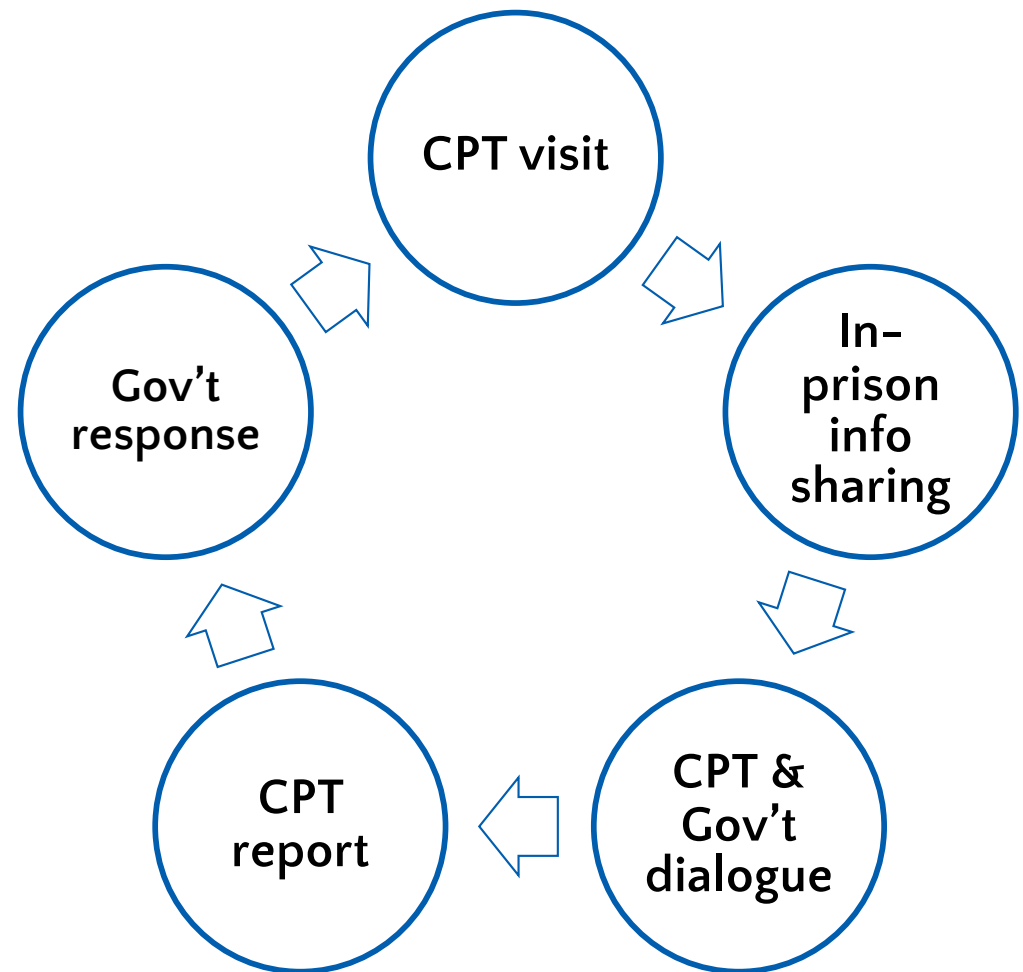 CPT visit
In-
prison
info
sharing
CPT &
Gov’t
dialogue
CPT
report
Gov’t
response